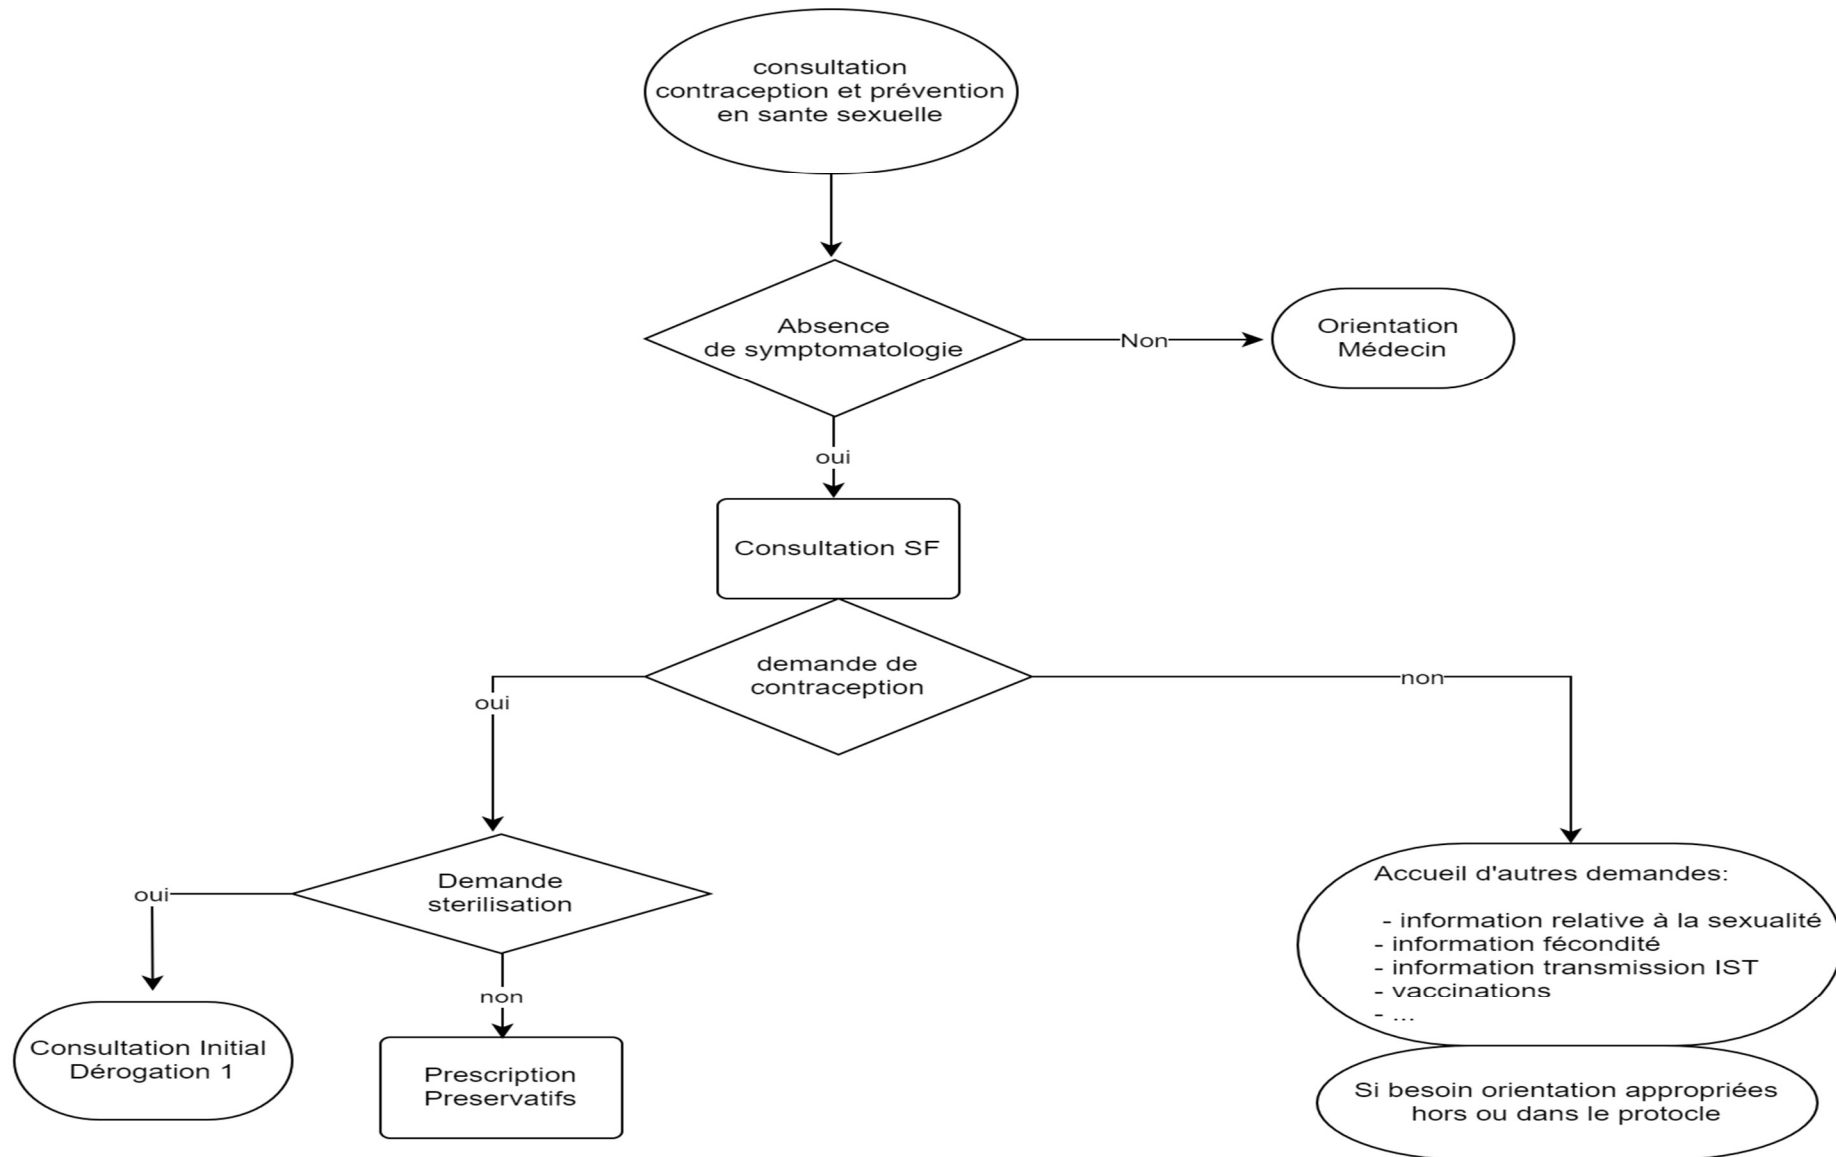 consultation
contraception et prévention
en sante sexuelle
Absence
de symptomatologie
Non
Orientation
Médecin
oui
Consultation SF
demande de
contraception
oui
non
Demande
sterilisation
oui
non
Consultation Initial
Dérogation 1
Prescription
Preservatifs
Accueil d'autres demandes:
- information relative à la sexualité
- information fécondité
- information transmission IST
- vaccinations
- ...
Si besoin orientation appropriées
hors ou dans le protocle